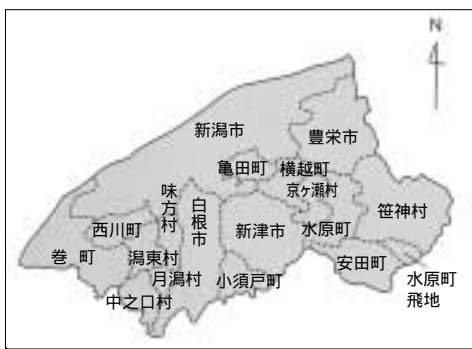 N
新潟市
豊栄市
亀田町
横越町
京ヶ瀬村
味方村
白根市
笹神村
西川町
新津市
水原町
巻 町
潟東村
安田町
月潟村
小須戸町
水原町
飛地
中之口村